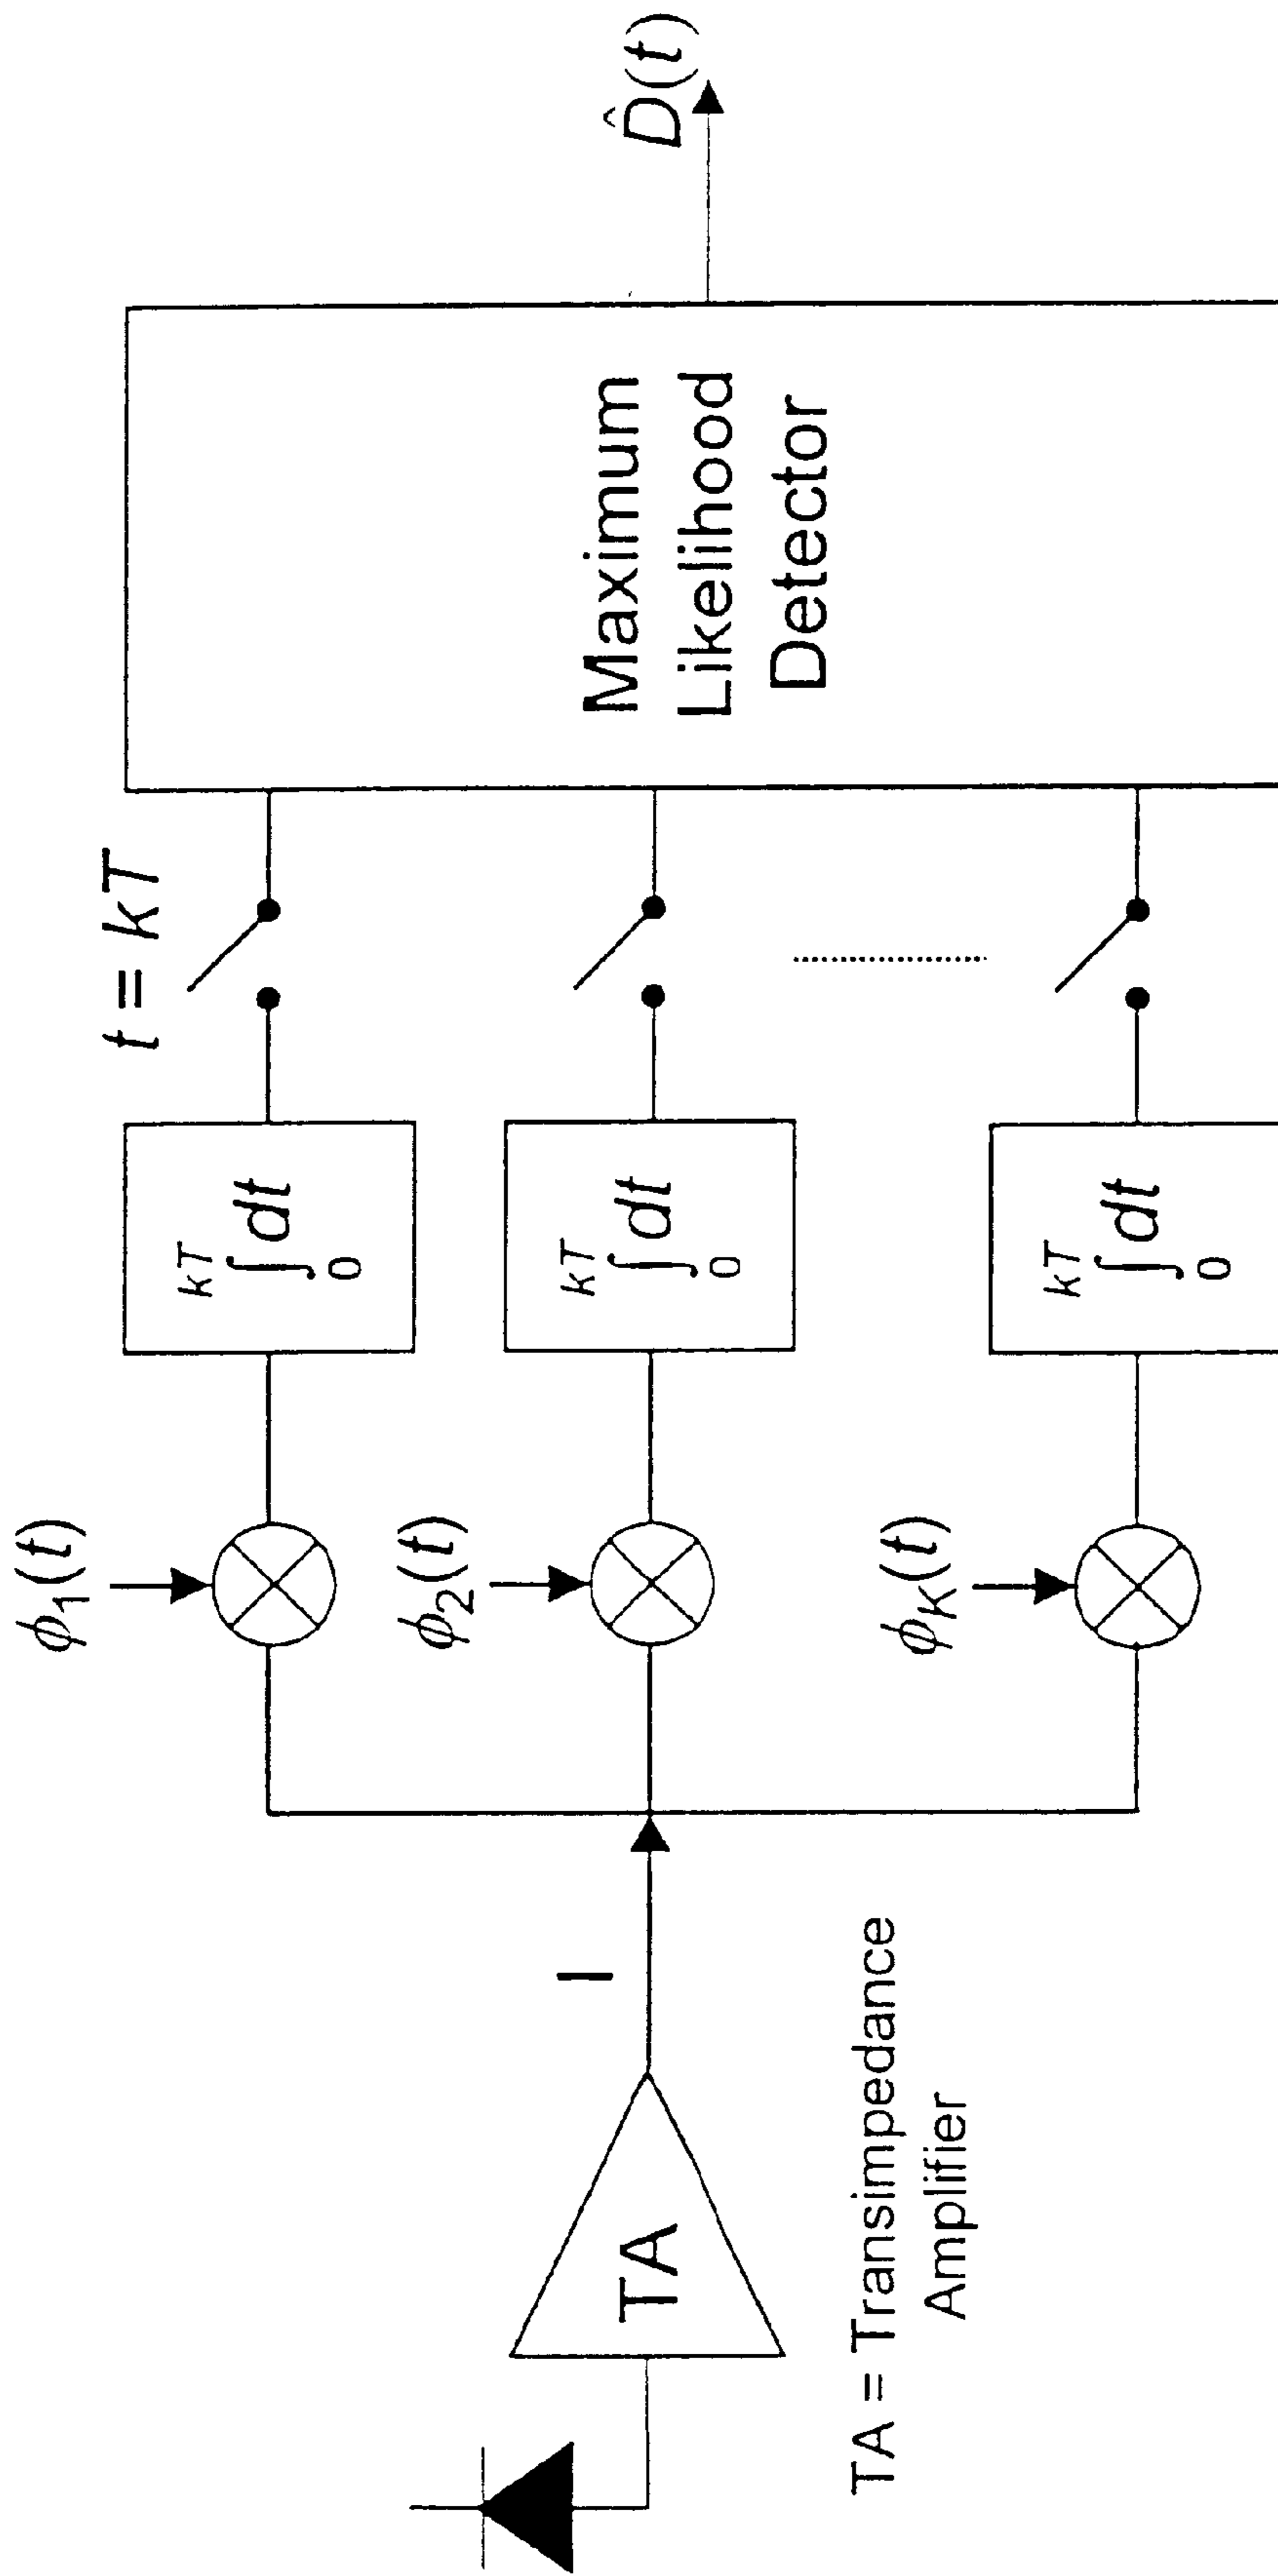 TA
TA = Transimpedance
Amplifier
I
ϕ₁(t)
ϕ₂(t)
ϕ_K(t)
kT
∫ dt
0
kT
∫ dt
0
kT
∫ dt
0
t = kT
Maximum
Likelihood
Detector
D̂(t)